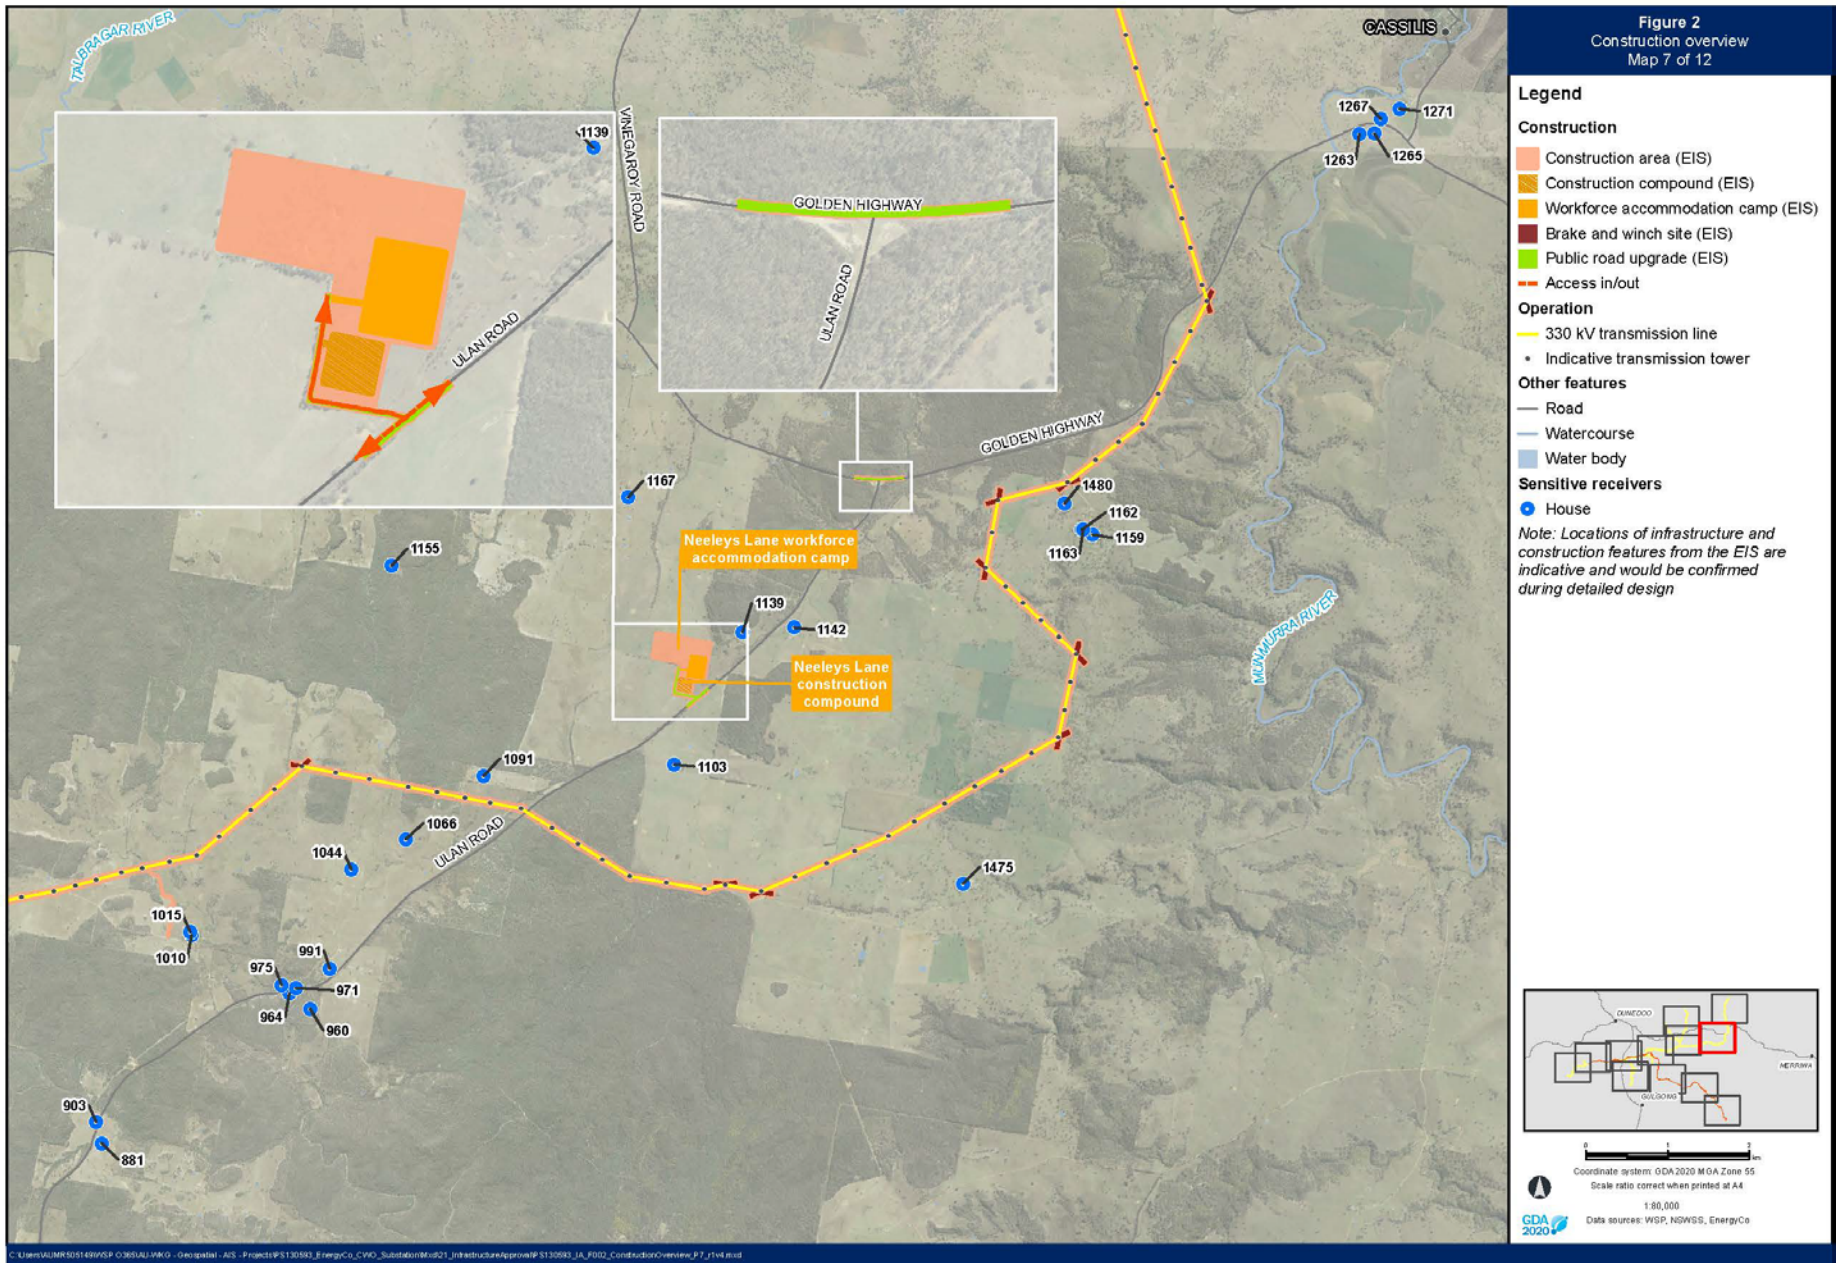 Figure 2
Construction overview
Map 7 of 12
Legend
Construction
Construction area (EIS)
Construction compound (EIS)
Workforce accommodation camp (EIS)
Brake and winch site (EIS)
Public road upgrade (EIS)
Access in/out
Operation
330 kV transmission line
Indicative transmission tower
Other features
Road
Watercourse
Water body
Sensitive receivers
House
Note: Locations of infrastructure and
construction features from the EIS are
indicative and would be confirmed
during detailed design
DUNEDOO
MERRIWA
GULGONG
0 1 2
km
Coordinate system: GDA2020 MGA Zone 55
Scale ratio correct when printed at A4
1:80,000
Data sources: WSP, NSWSS, EnergyCo
GDA
2020
TALBRAGAR RIVER
CASSILIS
VINEGAROY ROAD
1139
ULAN ROAD
GOLDEN HIGHWAY
ULAN ROAD
1267
1271
1263
1265
GOLDEN HIGHWAY
1167
1480
1162
1159
1163
1155
Neeleys Lane workforce
accommodation camp
1139
1142
MUNMURRA RIVER
Neeleys Lane
construction
compound
1091
1103
1066
ULAN ROAD
1044
1475
1015
1010
991
975
971
964
960
903
881